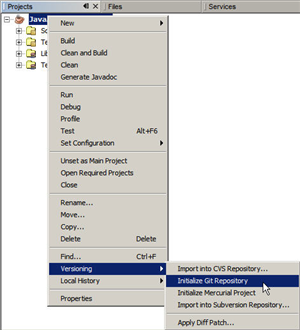 Projects
Files
Services
Java
New
Build
Clean and Build
Clean
Generate Javadoc
Run
Debug
Profile
Test Alt+F6
Set Configuration
Unset as Main Project
Open Required Projects
Close
Rename...
Move...
Copy...
Delete Delete
Find... Ctrl+F
Versioning
Local History
Properties
Import into CVS Repository...
Initialize Git Repository
Initialize Mercurial Project
Import into Subversion Repository...
Apply Diff Patch...